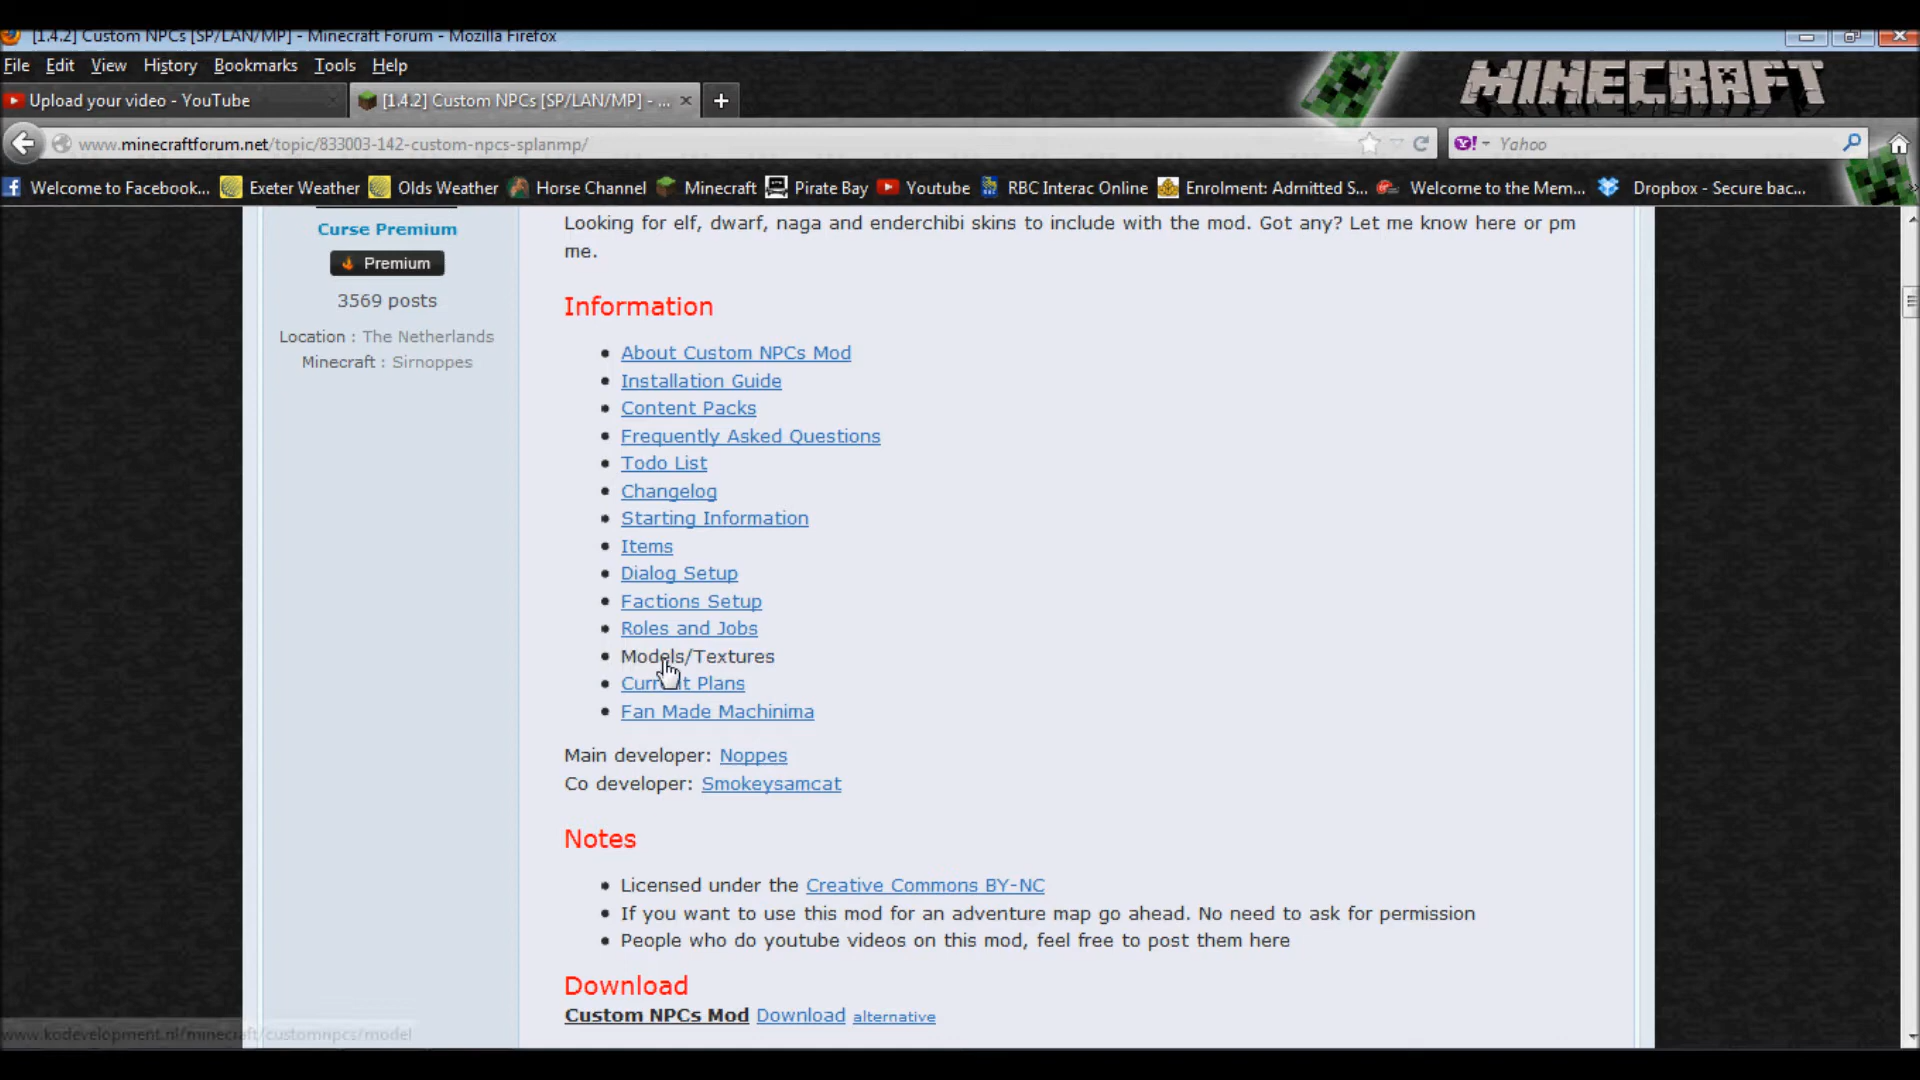 [1.4.2] Custom NPCs [SP/LAN/MP] - Minecraft Forum - Mozilla Firefox
File Edit View History Bookmarks Tools Help
MINECRAFT
Upload your video - YouTube
[1.4.2] Custom NPCs [SP/LAN/MP] - ...
www.minecraftforum.net/topic/833003-142-custom-npcs-splanmp/
Yahoo
Welcome to Facebook... Exeter Weather Olds Weather Horse Channel Minecraft Pirate Bay Youtube RBC Interac Online Enrolment: Admitted S... Welcome to the Mem... Dropbox - Secure bac...
Curse Premium
Premium
3569 posts
Location : The Netherlands
Minecraft : Sirnoppes
Looking for elf, dwarf, naga and enderchibi skins to include with the mod. Got any? Let me know here or pm
me.
Information
About Custom NPCs Mod
Installation Guide
Content Packs
Frequently Asked Questions
Todo List
Changelog
Starting Information
Items
Dialog Setup
Factions Setup
Roles and Jobs
Models/Textures
Current Plans
Fan Made Machinima
Main developer: Noppes
Co developer: Smokeysamcat
Notes
Licensed under the Creative Commons BY-NC
If you want to use this mod for an adventure map go ahead. No need to ask for permission
People who do youtube videos on this mod, feel free to post them here
Download
Custom NPCs Mod Download alternative
www.kodevelopment.nl/minecraft/customnpcs/model